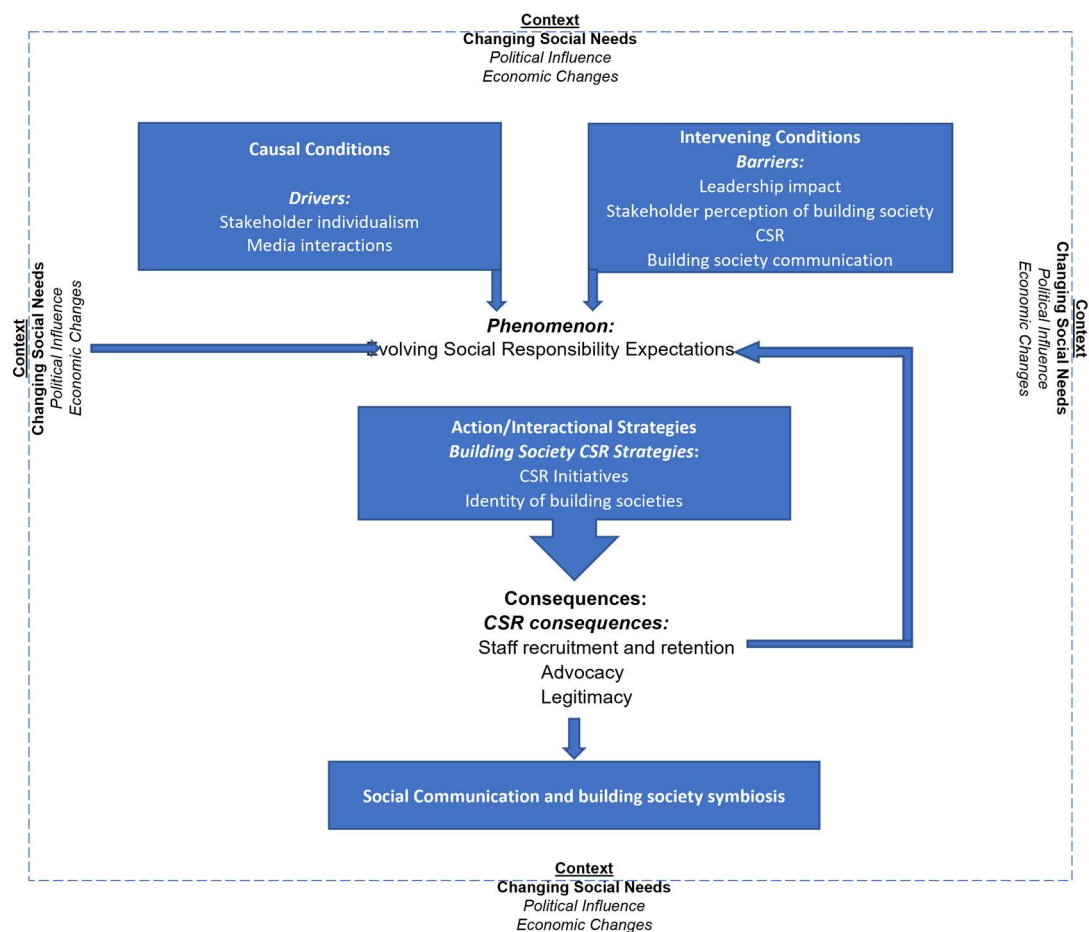 Context
Changing Social Needs
Political Influence
Economic Changes
Causal Conditions
Drivers:
Stakeholder individualism
Media interactions
Intervening Conditions
Barriers:
Leadership impact
Stakeholder perception of building society
CSR
Building society communication
Context
Changing Social Needs
Political Influence
Economic Changes
Context
Changing Social Needs
Political Influence
Economic Changes
Phenomenon:
Evolving Social Responsibility Expectations
Action/Interactional Strategies
Building Society CSR Strategies:
CSR Initiatives
Identity of building societies
Consequences:
CSR consequences:
Staff recruitment and retention
Advocacy
Legitimacy
Social Communication and building society symbiosis
Context
Changing Social Needs
Political Influence
Economic Changes